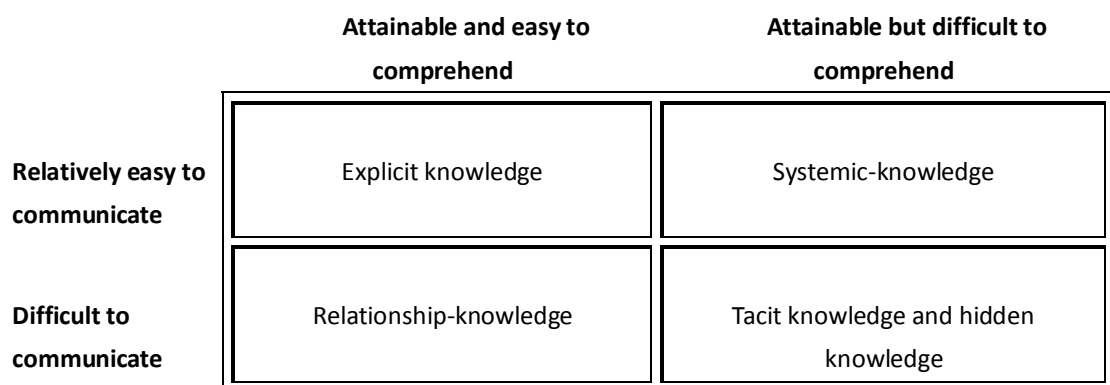 Attainable and easy to
comprehend
Attainable but difficult to
comprehend
Relatively easy to
communicate
Explicit knowledge
Systemic-knowledge
Difficult to
communicate
Relationship-knowledge
Tacit knowledge and hidden
knowledge